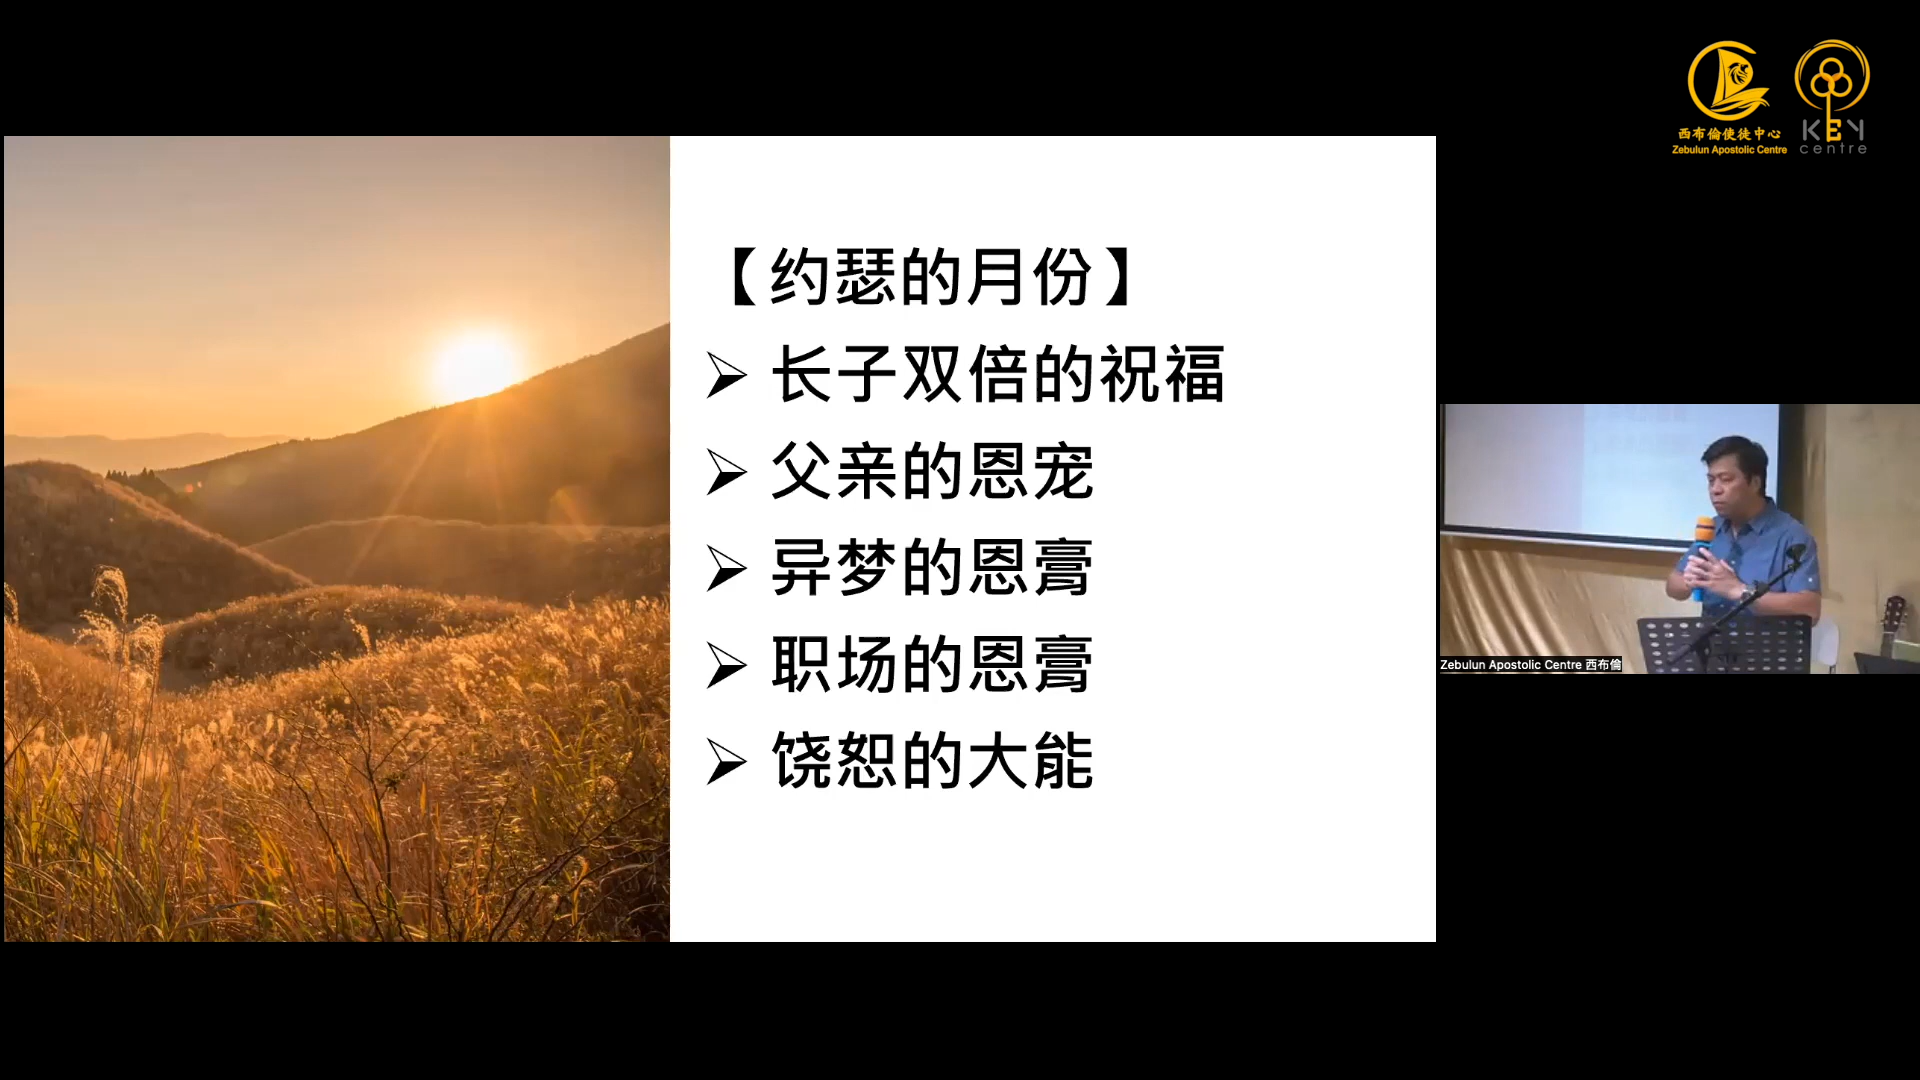 西布倫使徒中心
Zebulun Apostolic Centre
KEY
centre
【约瑟的月份】
➢ 长子双倍的祝福
➢ 父亲的恩宠
➢ 异梦的恩膏
➢ 职场的恩膏
➢ 饶恕的大能
Zebulun Apostolic Centre 西布倫